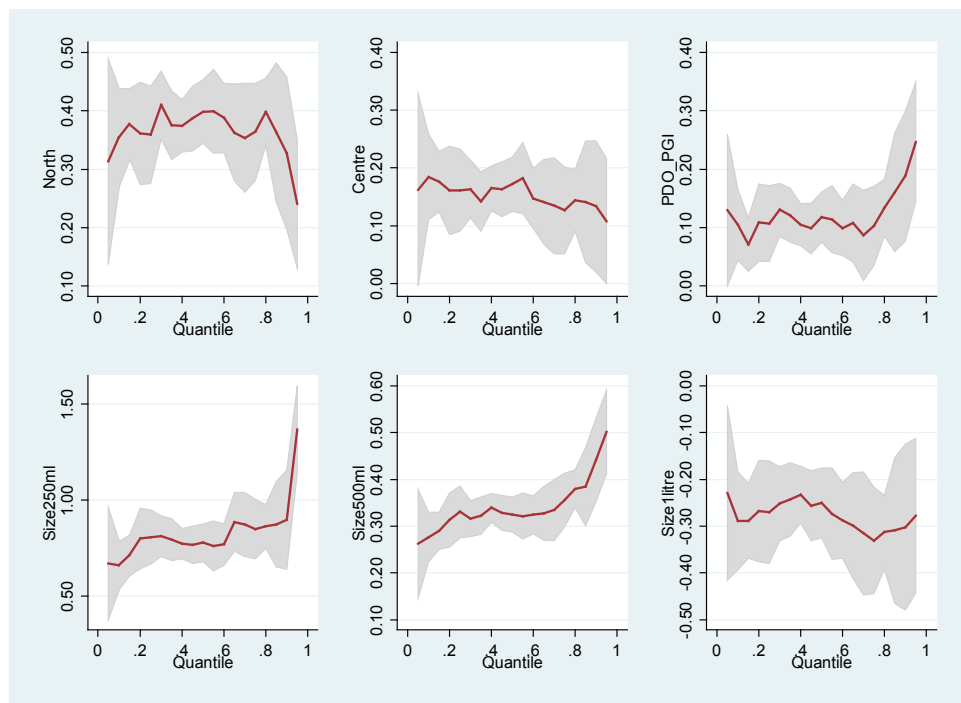 North
0.50
0.40
0.30
0.20
0.10
0 .2 .4 .6 .8 1
Quantile
Centre
0.40
0.30
0.20
0.10
0.00
0 .2 .4 .6 .8 1
Quantile
PDO_PGI
0.40
0.30
0.20
0.10
0.00
0 .2 .4 .6 .8 1
Quantile
Size250ml
1.50
1.00
0.50
0 .2 .4 .6 .8 1
Quantile
Size500ml
0.60
0.50
0.40
0.30
0.20
0.10
0 .2 .4 .6 .8 1
Quantile
Size1litre
0.00
-0.10
-0.20
-0.30
-0.40
-0.50
0 .2 .4 .6 .8 1
Quantile